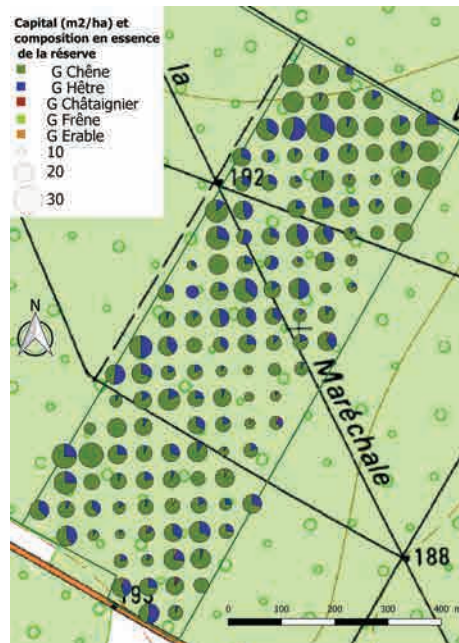 Capital (m2/ha) et
composition en essence
de la réserve
G Chêne
G Hêtre
G Châtaignier
G Frêne
G Erable
10
20
30
la
192
N
Maréchale
188
195
0 100 200 300 400 m